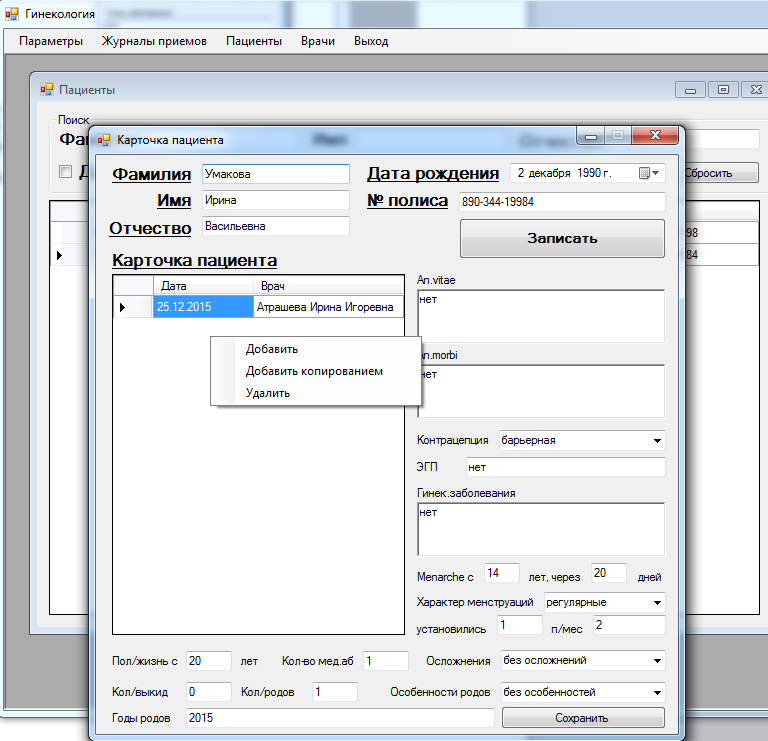 Гинекология
Параметры Журналы приемов Пациенты Врачи Выход
Пациенты
Поиск
Карточка пациента
Фамилия Умакова Дата рождения 2 декабря 1990 г.
Сбросить
Имя Ирина № полиса 890-344-19984
Отчество Васильевна
Записать
98
84
Карточка пациента
Дата Врач
25.12.2015 Атрашева Ирина Игоревна
Добавить
Добавить копированием
Удалить
An.vitae
нет
An.morbi
нет
Контрацепция барьерная
ЭГП нет
Гинек.заболевания
нет
Menarche с 14 лет, через 20 дней
Характер менструаций регулярные
установились 1 п/мес 2
Пол/жизнь с 20 лет Кол-во мед.аб 1 Осложнения без осложнений
Кол/выкид 0 Кол/родов 1 Особенности родов без особенностей
Годы родов 2015 Сохранить